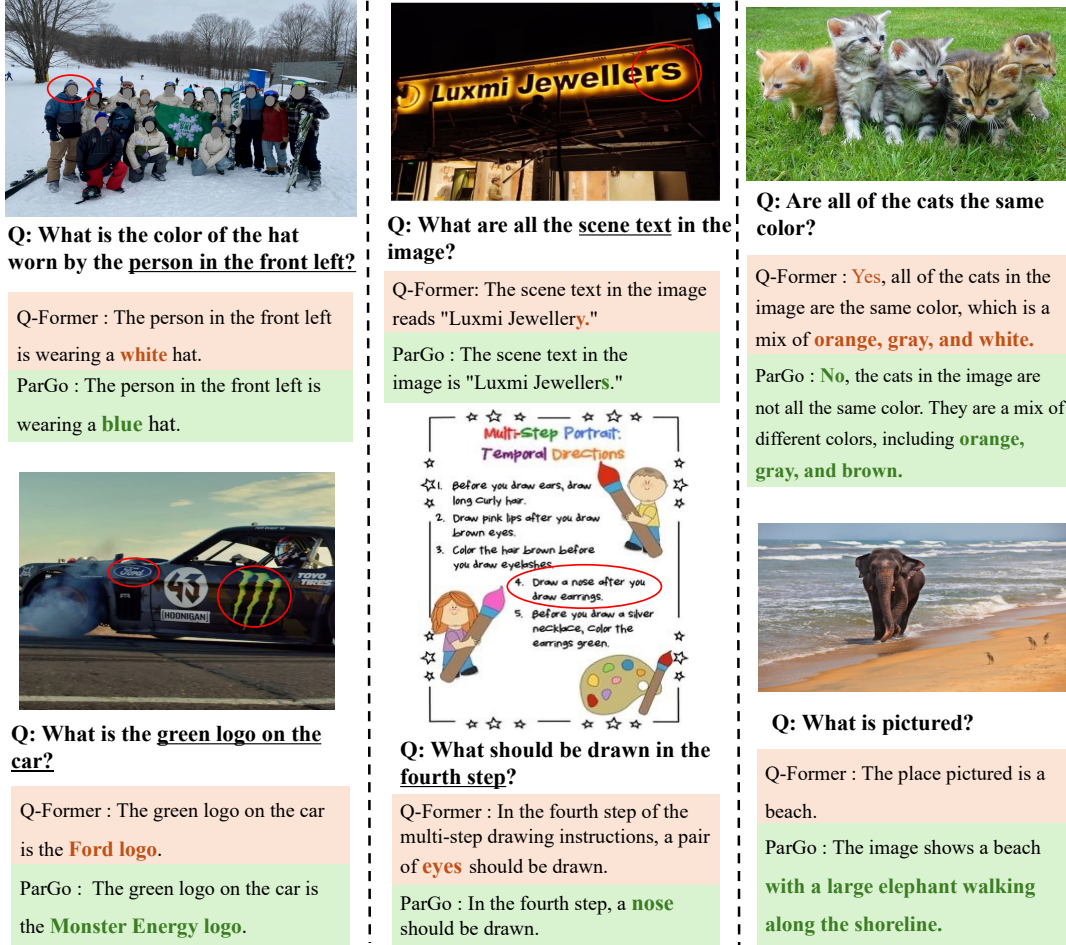 Q: What is the color of the hat
worn by the person in the front left?
Q-Former : The person in the front left
is wearing a white hat.
ParGo : The person in the front left is
wearing a blue hat.
Ford
43
[HOONIGAN]
TOYO
TIRES
Q: What is the green logo on the
car?
Q-Former : The green logo on the car
is the Ford logo.
ParGo : The green logo on the car is
the Monster Energy logo.
Luxmi Jewellers
Q: What are all the scene text in the
image?
Q-Former: The scene text in the image
reads "Luxmi Jewellery."
ParGo : The scene text in the
image is "Luxmi Jewellers."
Multi-Step Portrait:
Temporal Directions
1. Before you draw ears, draw
long curly hair.
2. Draw pink lips after you draw
brown eyes.
3. Color the hair brown before
you draw eyelashes.
4. Draw a nose after you
draw earrings.
5. Before you draw a silver
necklace, color the
earrings green.
Q: What should be drawn in the
fourth step?
Q-Former : In the fourth step of the
multi-step drawing instructions, a pair
of eyes should be drawn.
ParGo : In the fourth step, a nose
should be drawn.
Q: Are all of the cats the same
color?
Q-Former : Yes, all of the cats in the
image are the same color, which is a
mix of orange, gray, and white.
ParGo : No, the cats in the image are
not all the same color. They are a mix of
different colors, including orange,
gray, and brown.
Q: What is pictured?
Q-Former : The place pictured is a
beach.
ParGo : The image shows a beach
with a large elephant walking
along the shoreline.